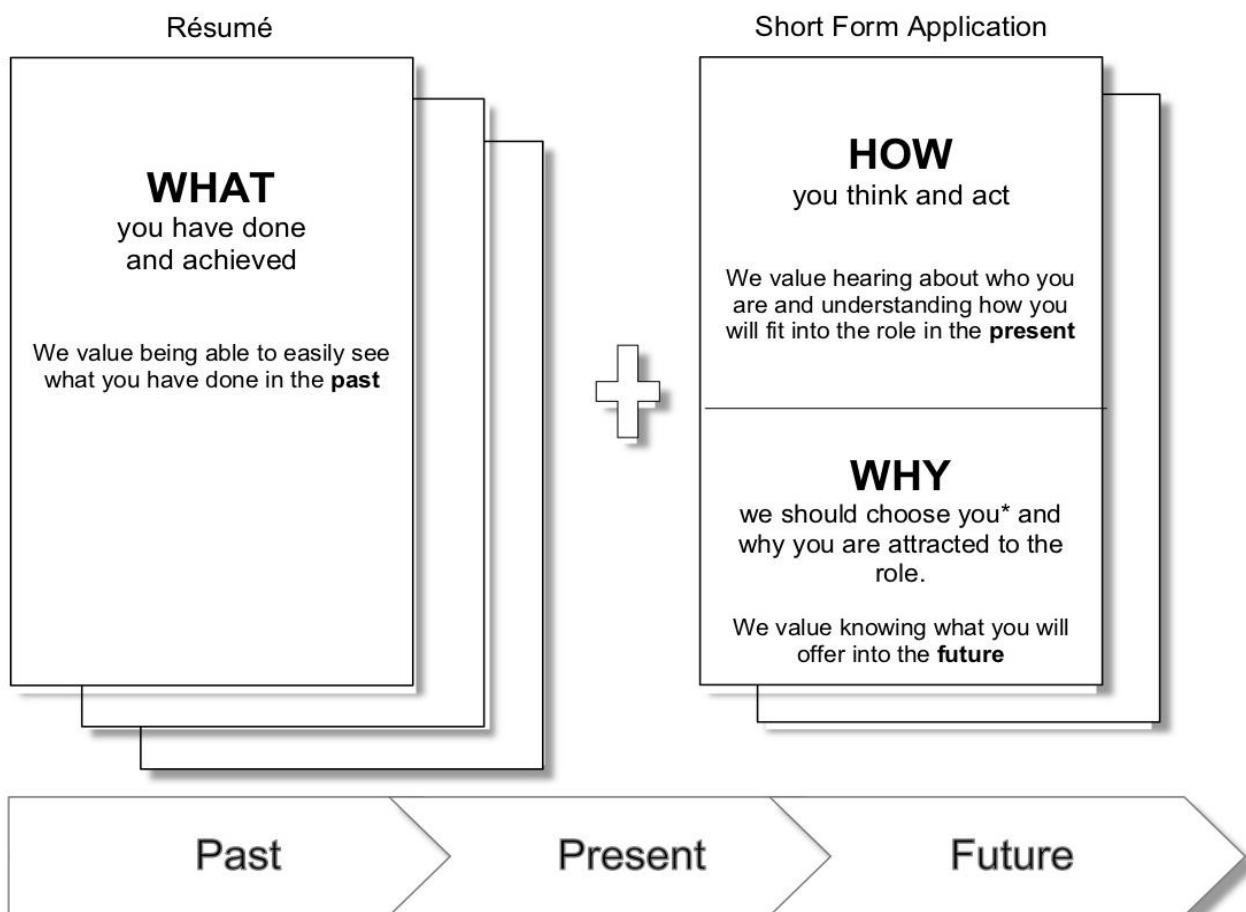 Résumé
WHAT
you have done
and achieved
We value being able to easily see
what you have done in the past
Short Form Application
HOW
you think and act
We value hearing about who you
are and understanding how you
will fit into the role in the present
WHY
we should choose you* and
why you are attracted to the
role.
We value knowing what you will
offer into the future
Past
Present
Future